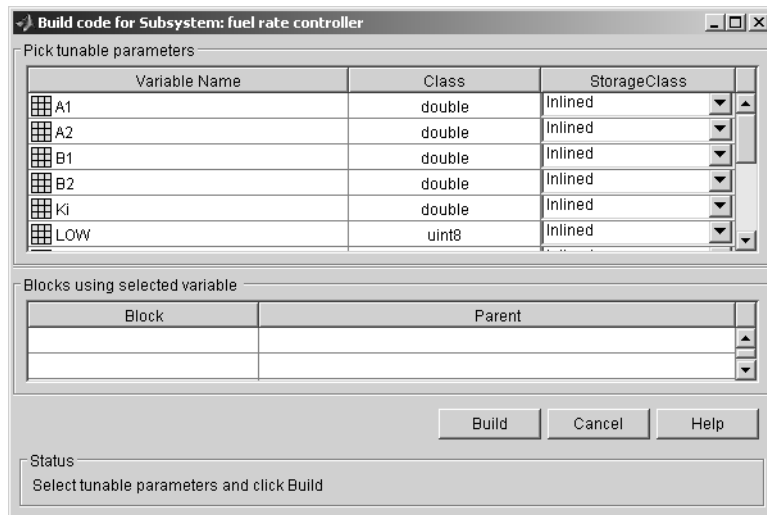 Build code for Subsystem: fuel rate controller
Pick tunable parameters
Variable Name Class StorageClass
A1 double Inlined
A2 double Inlined
B1 double Inlined
B2 double Inlined
Ki double Inlined
LOW uint8 Inlined
Blocks using selected variable
Block Parent
Build Cancel Help
Status
Select tunable parameters and click Build